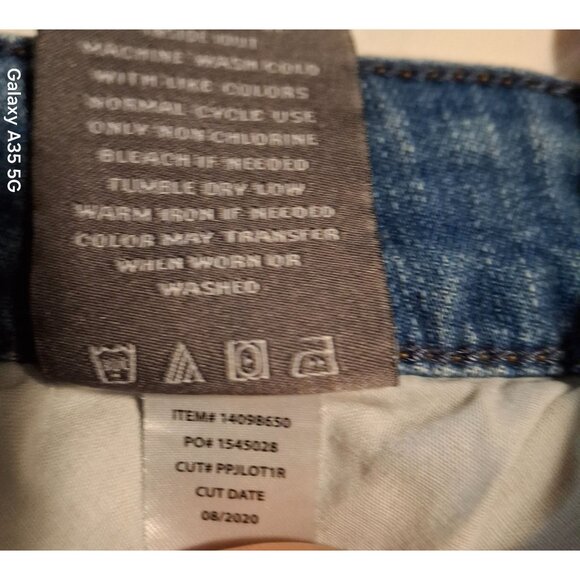 INSIDE OUT
MACHINE WASH COLD
WITH LIKE COLORS
NORMAL CYCLE USE
ONLY NON-CHLORINE
BLEACH IF NEEDED
TUMBLE DRY LOW
WARM IRON IF NEEDED
COLOR MAY TRANSFER
WHEN WORN OR
WASHED
ITEM# 14098650
PO# 1545028
CUT# PPJLOT1R
CUT DATE
08/2020
Galaxy A35 5G